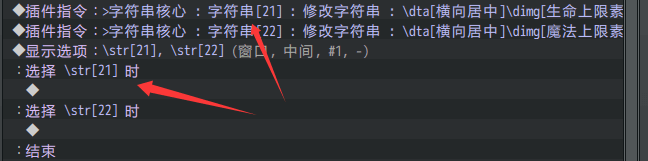 ◆插件指令：>字符串核心 : 字符串[21] : 修改字符串 : \dta[横向居中]\dimg[生命上限素
◆插件指令：>字符串核心 : 字符串[22] : 修改字符串 : \dta[横向居中]\dimg[魔法上限素
◆显示选项：\str[21], \str[22] (窗口, 中间, #1, -)
：选择 \str[21] 时
◆
：选择 \str[22] 时
◆
：结束